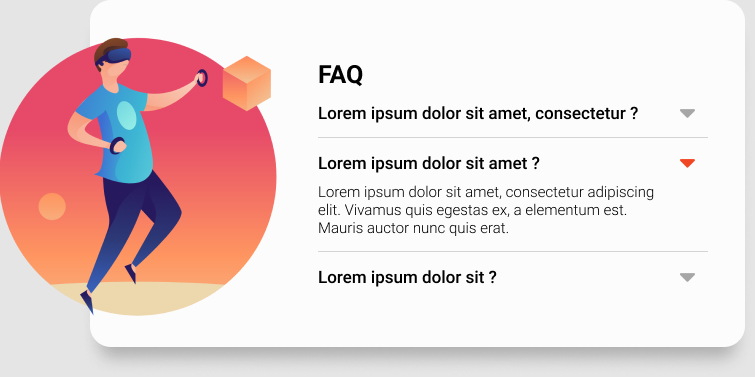 FAQ
Lorem ipsum dolor sit amet, consectetur ?
Lorem ipsum dolor sit amet ?
Lorem ipsum dolor sit amet, consectetur adipiscing
elit. Vivamus quis egestas ex, a elementum est.
Mauris auctor nunc quis erat.
Lorem ipsum dolor sit ?